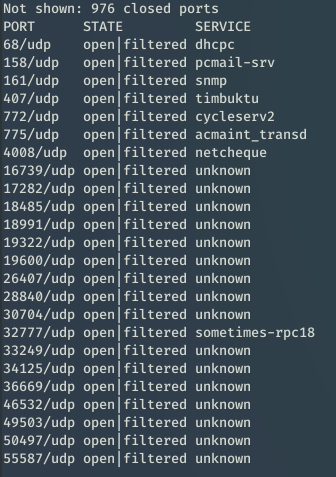 Not shown: 976 closed ports
PORT      STATE         SERVICE
68/udp    open|filtered dhcpc
158/udp   open|filtered pcmail-srv
161/udp   open|filtered snmp
407/udp   open|filtered timbuktu
772/udp   open|filtered cycleserv2
775/udp   open|filtered acmaint_transd
4008/udp  open|filtered netcheque
16739/udp open|filtered unknown
17282/udp open|filtered unknown
18485/udp open|filtered unknown
18991/udp open|filtered unknown
19322/udp open|filtered unknown
19600/udp open|filtered unknown
26407/udp open|filtered unknown
28840/udp open|filtered unknown
30704/udp open|filtered unknown
32777/udp open|filtered sometimes-rpc18
33249/udp open|filtered unknown
34125/udp open|filtered unknown
36669/udp open|filtered unknown
46532/udp open|filtered unknown
49503/udp open|filtered unknown
50497/udp open|filtered unknown
55587/udp open|filtered unknown